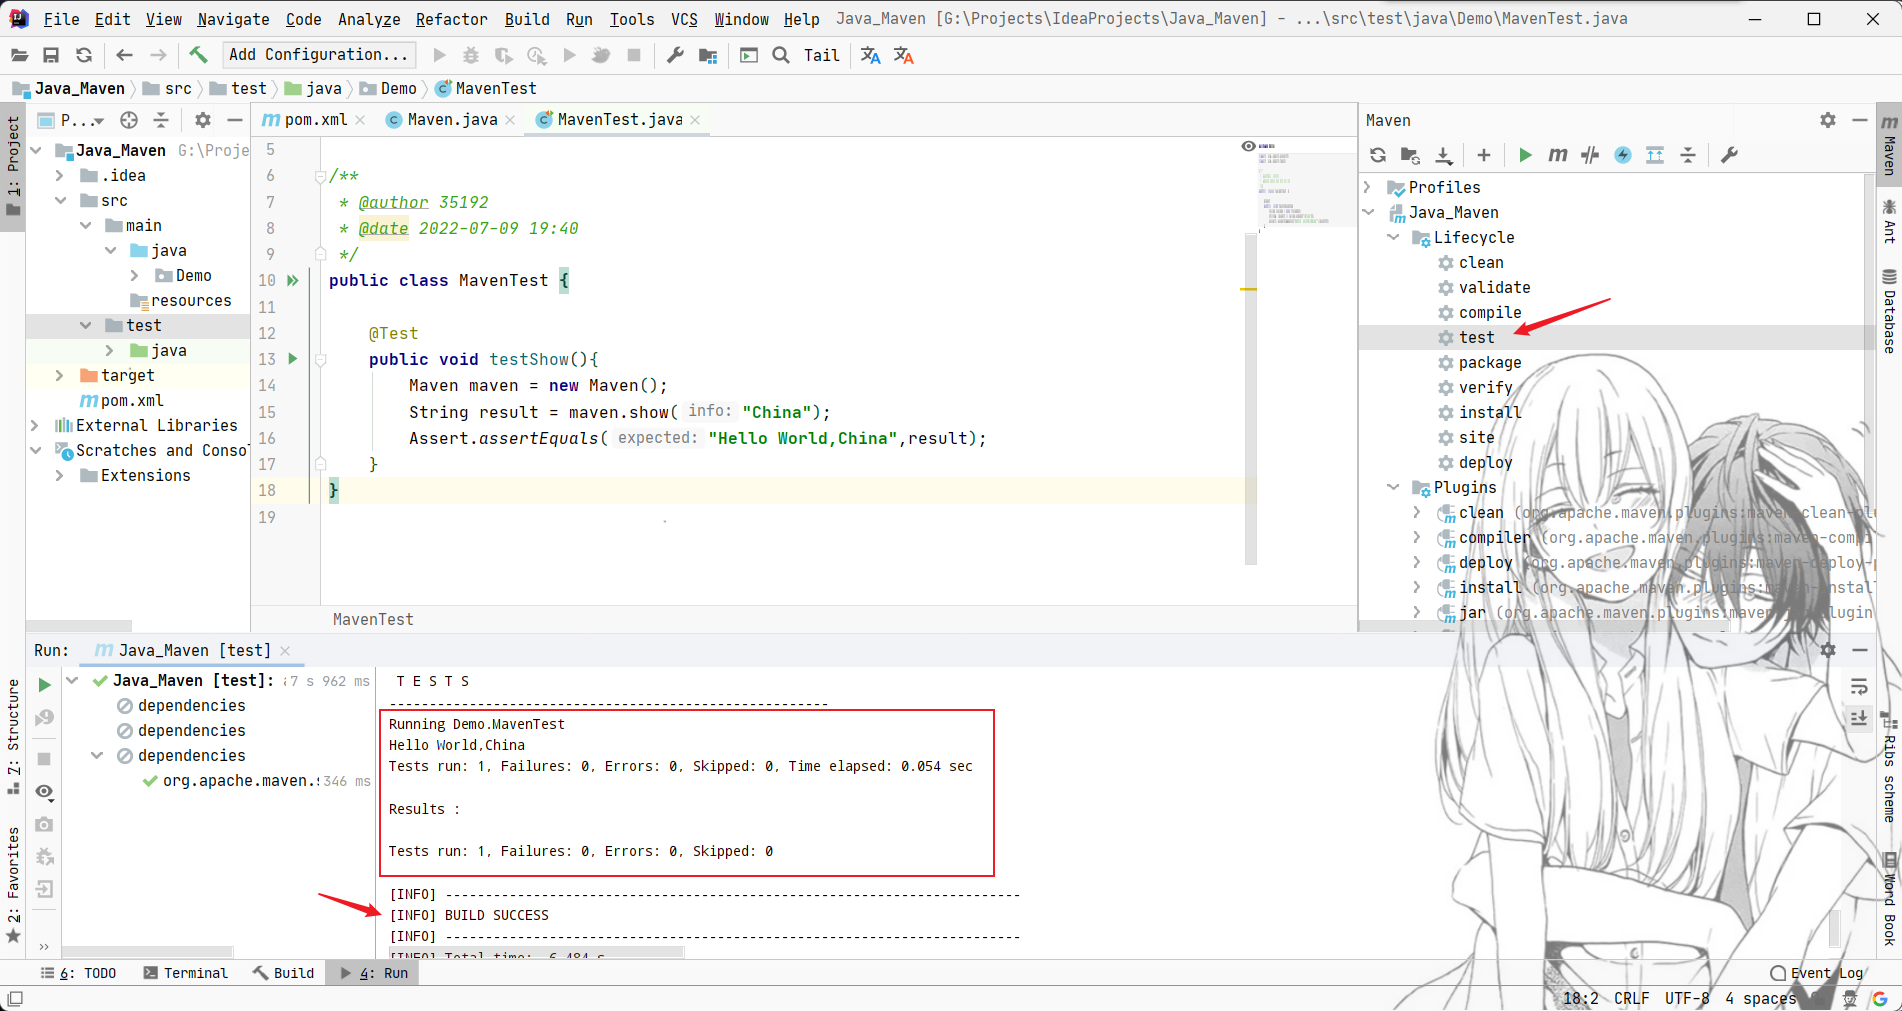 File Edit View Navigate Code Analyze Refactor Build Run Tools VCS Window Help Java_Maven [G:\Projects\IdeaProjects\Java_Maven] - ...\src\test\java\Demo\MavenTest.java
Add Configuration... Tail
Java_Maven src test java Demo MavenTest
1: Project
P...
pom.xml Maven.java MavenTest.java
Java_Maven G:\Proje
.idea
src
main
java
Demo
resources
test
java
target
pom.xml
External Libraries
Scratches and Conso
Extensions
5
6 /**
7 * @author 35192
8 * @date 2022-07-09 19:40
9 */
10 public class MavenTest {
11
12 @Test
13 public void testShow(){
14 Maven maven = new Maven();
15 String result = maven.show( info: "China");
16 Assert.assertEquals( expected: "Hello World,China",result);
17 }
18 }
19
MavenTest
Maven
Profiles
Java_Maven
Lifecycle
clean
validate
compile
test
package
verify
install
site
deploy
Plugins
clean (org.apache.maven.plugins:maven-clean-plu
compiler (org.apache.maven.plugins:maven-compi
deploy (org.apache.maven.plugins:maven-deploy-p
install (org.apache.maven.plugins:maven-install
jar (org.apache.maven.plugins:maven-jar-plugin
Maven
Ant
Database
Ribs scheme
Word Book
Run: Java_Maven [test]
Java_Maven [test]: 7 s 962 ms
dependencies
dependencies
dependencies
org.apache.maven.s 346 ms
T E S T S
-------------------------------------------------------
Running Demo.MavenTest
Hello World,China
Tests run: 1, Failures: 0, Errors: 0, Skipped: 0, Time elapsed: 0.054 sec
Results :
Tests run: 1, Failures: 0, Errors: 0, Skipped: 0
[INFO] ------------------------------------------------------------------------
[INFO] BUILD SUCCESS
[INFO] ------------------------------------------------------------------------
[INFO] Total time: 6.484 s
7: Structure
2: Favorites
6: TODO Terminal Build 4: Run Event Log
18:2 CRLF UTF-8 4 spaces